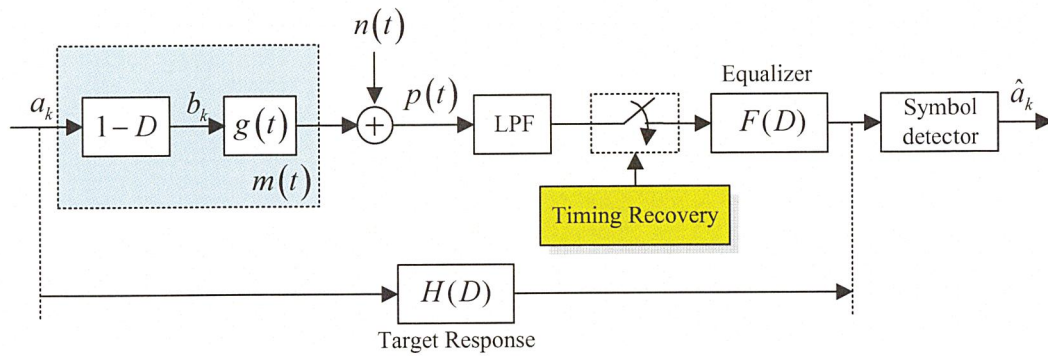 n(t)
a_k
1 − D
b_k
g(t)
m(t)
p(t)
LPF
Equalizer
F(D)
Symbol
detector
â_k
Timing Recovery
H(D)
Target Response